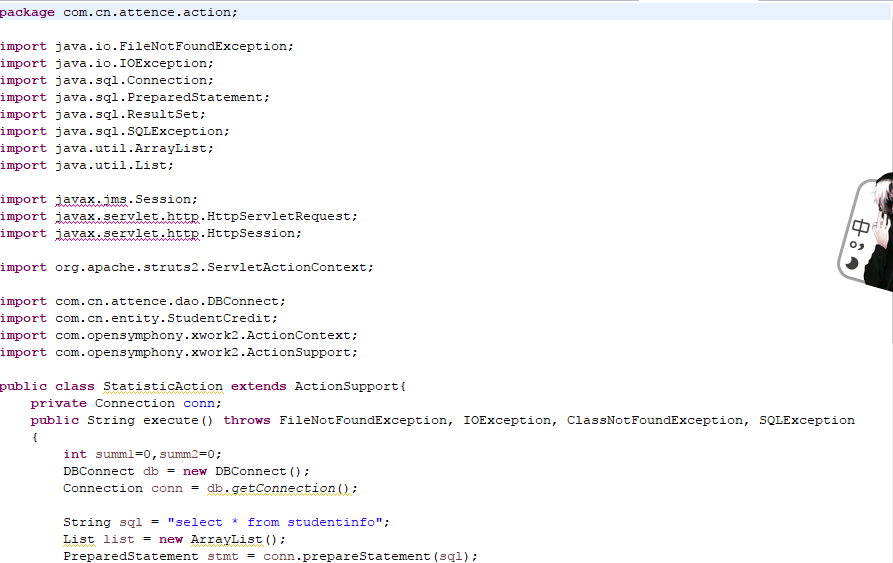 package com.cn.attence.action;
import java.io.FileNotFoundException;
import java.io.IOException;
import java.sql.Connection;
import java.sql.PreparedStatement;
import java.sql.ResultSet;
import java.sql.SQLException;
import java.util.ArrayList;
import java.util.List;
import javax.jms.Session;
import javax.servlet.http.HttpServletRequest;
import javax.servlet.http.HttpSession;
import org.apache.struts2.ServletActionContext;
import com.cn.attence.dao.DBConnect;
import com.cn.entity.StudentCredit;
import com.opensymphony.xwork2.ActionContext;
import com.opensymphony.xwork2.ActionSupport;
public class StatisticAction extends ActionSupport{
private Connection conn;
public String execute() throws FileNotFoundException, IOException, ClassNotFoundException, SQLException
{
int summ1=0,summ2=0;
DBConnect db = new DBConnect();
Connection conn = db.getConnection();
String sql = "select * from studentinfo";
List list = new ArrayList();
PreparedStatement stmt = conn.prepareStatement(sql);
中